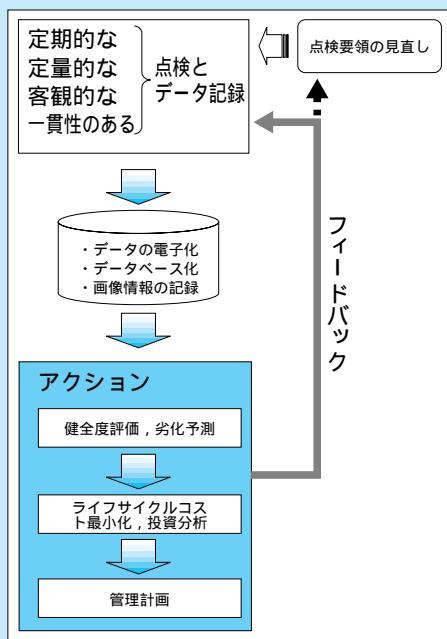 定期的な
定量的な
客観的な
一貫性のある
点検と
データ記録
点検要領の見直し
・データの電子化
・データベース化
・画像情報の記録
フィードバック
アクション
健全度評価，劣化予測
ライフサイクルコス
ト最小化，投資分析
管理計画